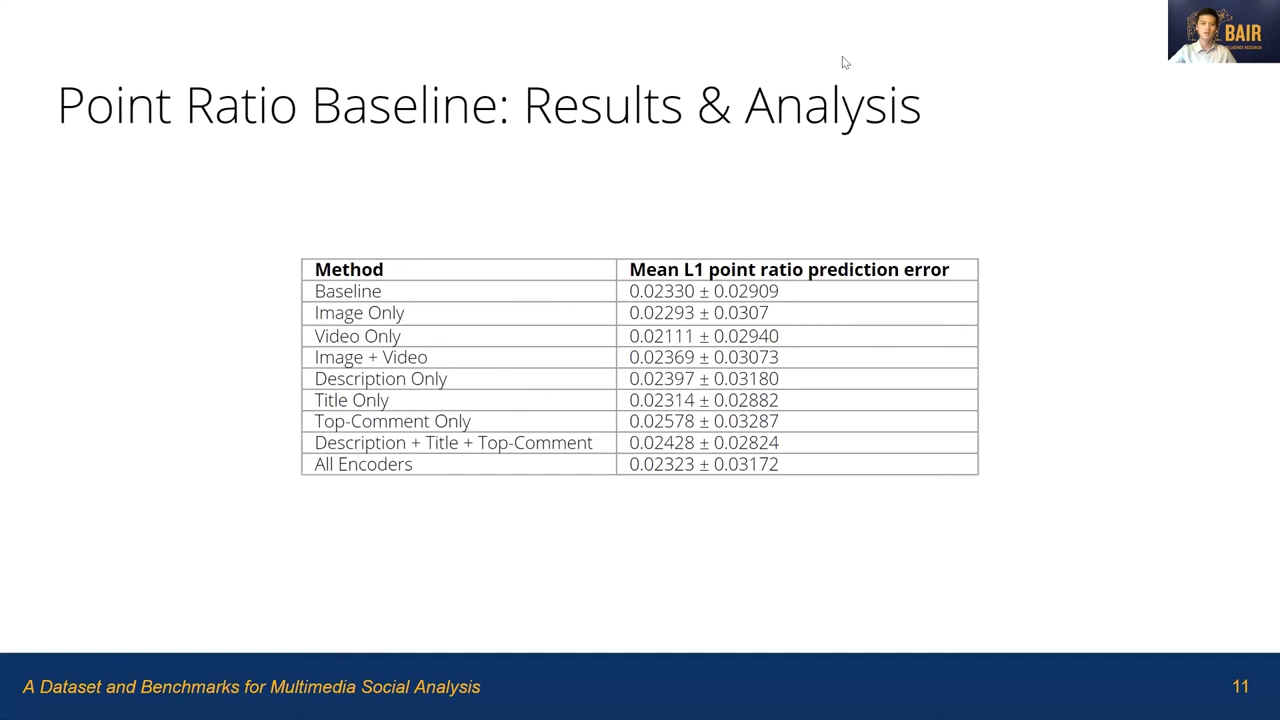 BAIR
Point Ratio Baseline: Results & Analysis
Method Mean L1 point ratio prediction error
Baseline 0.02330 ± 0.02909
Image Only 0.02293 ± 0.0307
Video Only 0.02111 ± 0.02940
Image + Video 0.02369 ± 0.03073
Description Only 0.02397 ± 0.03180
Title Only 0.02314 ± 0.02882
Top-Comment Only 0.02578 ± 0.03287
Description + Title + Top-Comment 0.02428 ± 0.02824
All Encoders 0.02323 ± 0.03172
A Dataset and Benchmarks for Multimedia Social Analysis 11